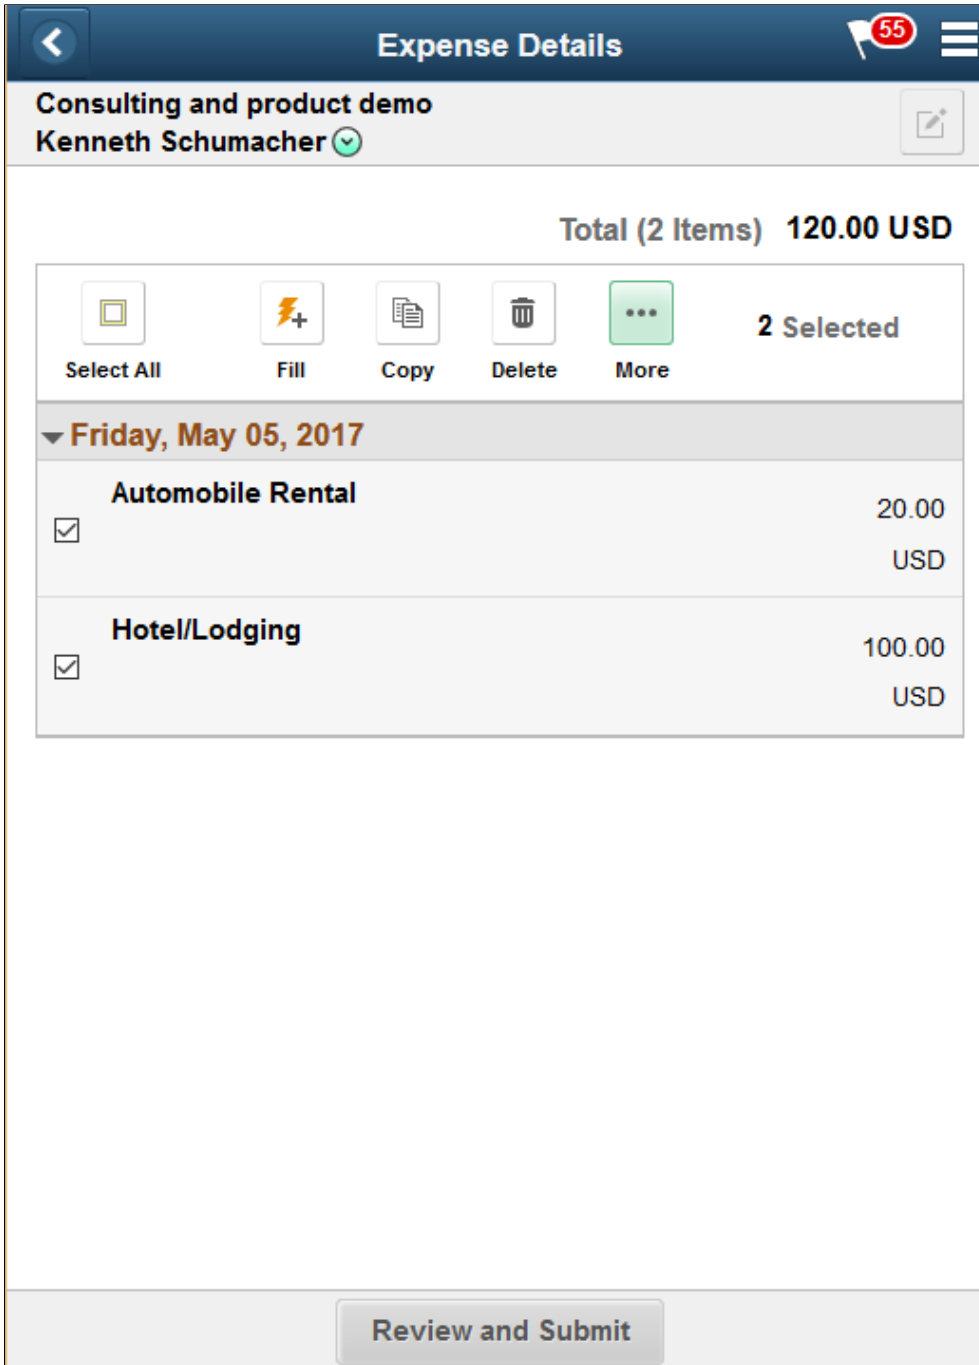 Expense Details
55
Consulting and product demo
Kenneth Schumacher
Total (2 Items) 120.00 USD
Select All Fill Copy Delete More 2 Selected
Friday, May 05, 2017
Automobile Rental 20.00
USD
Hotel/Lodging 100.00
USD
Review and Submit